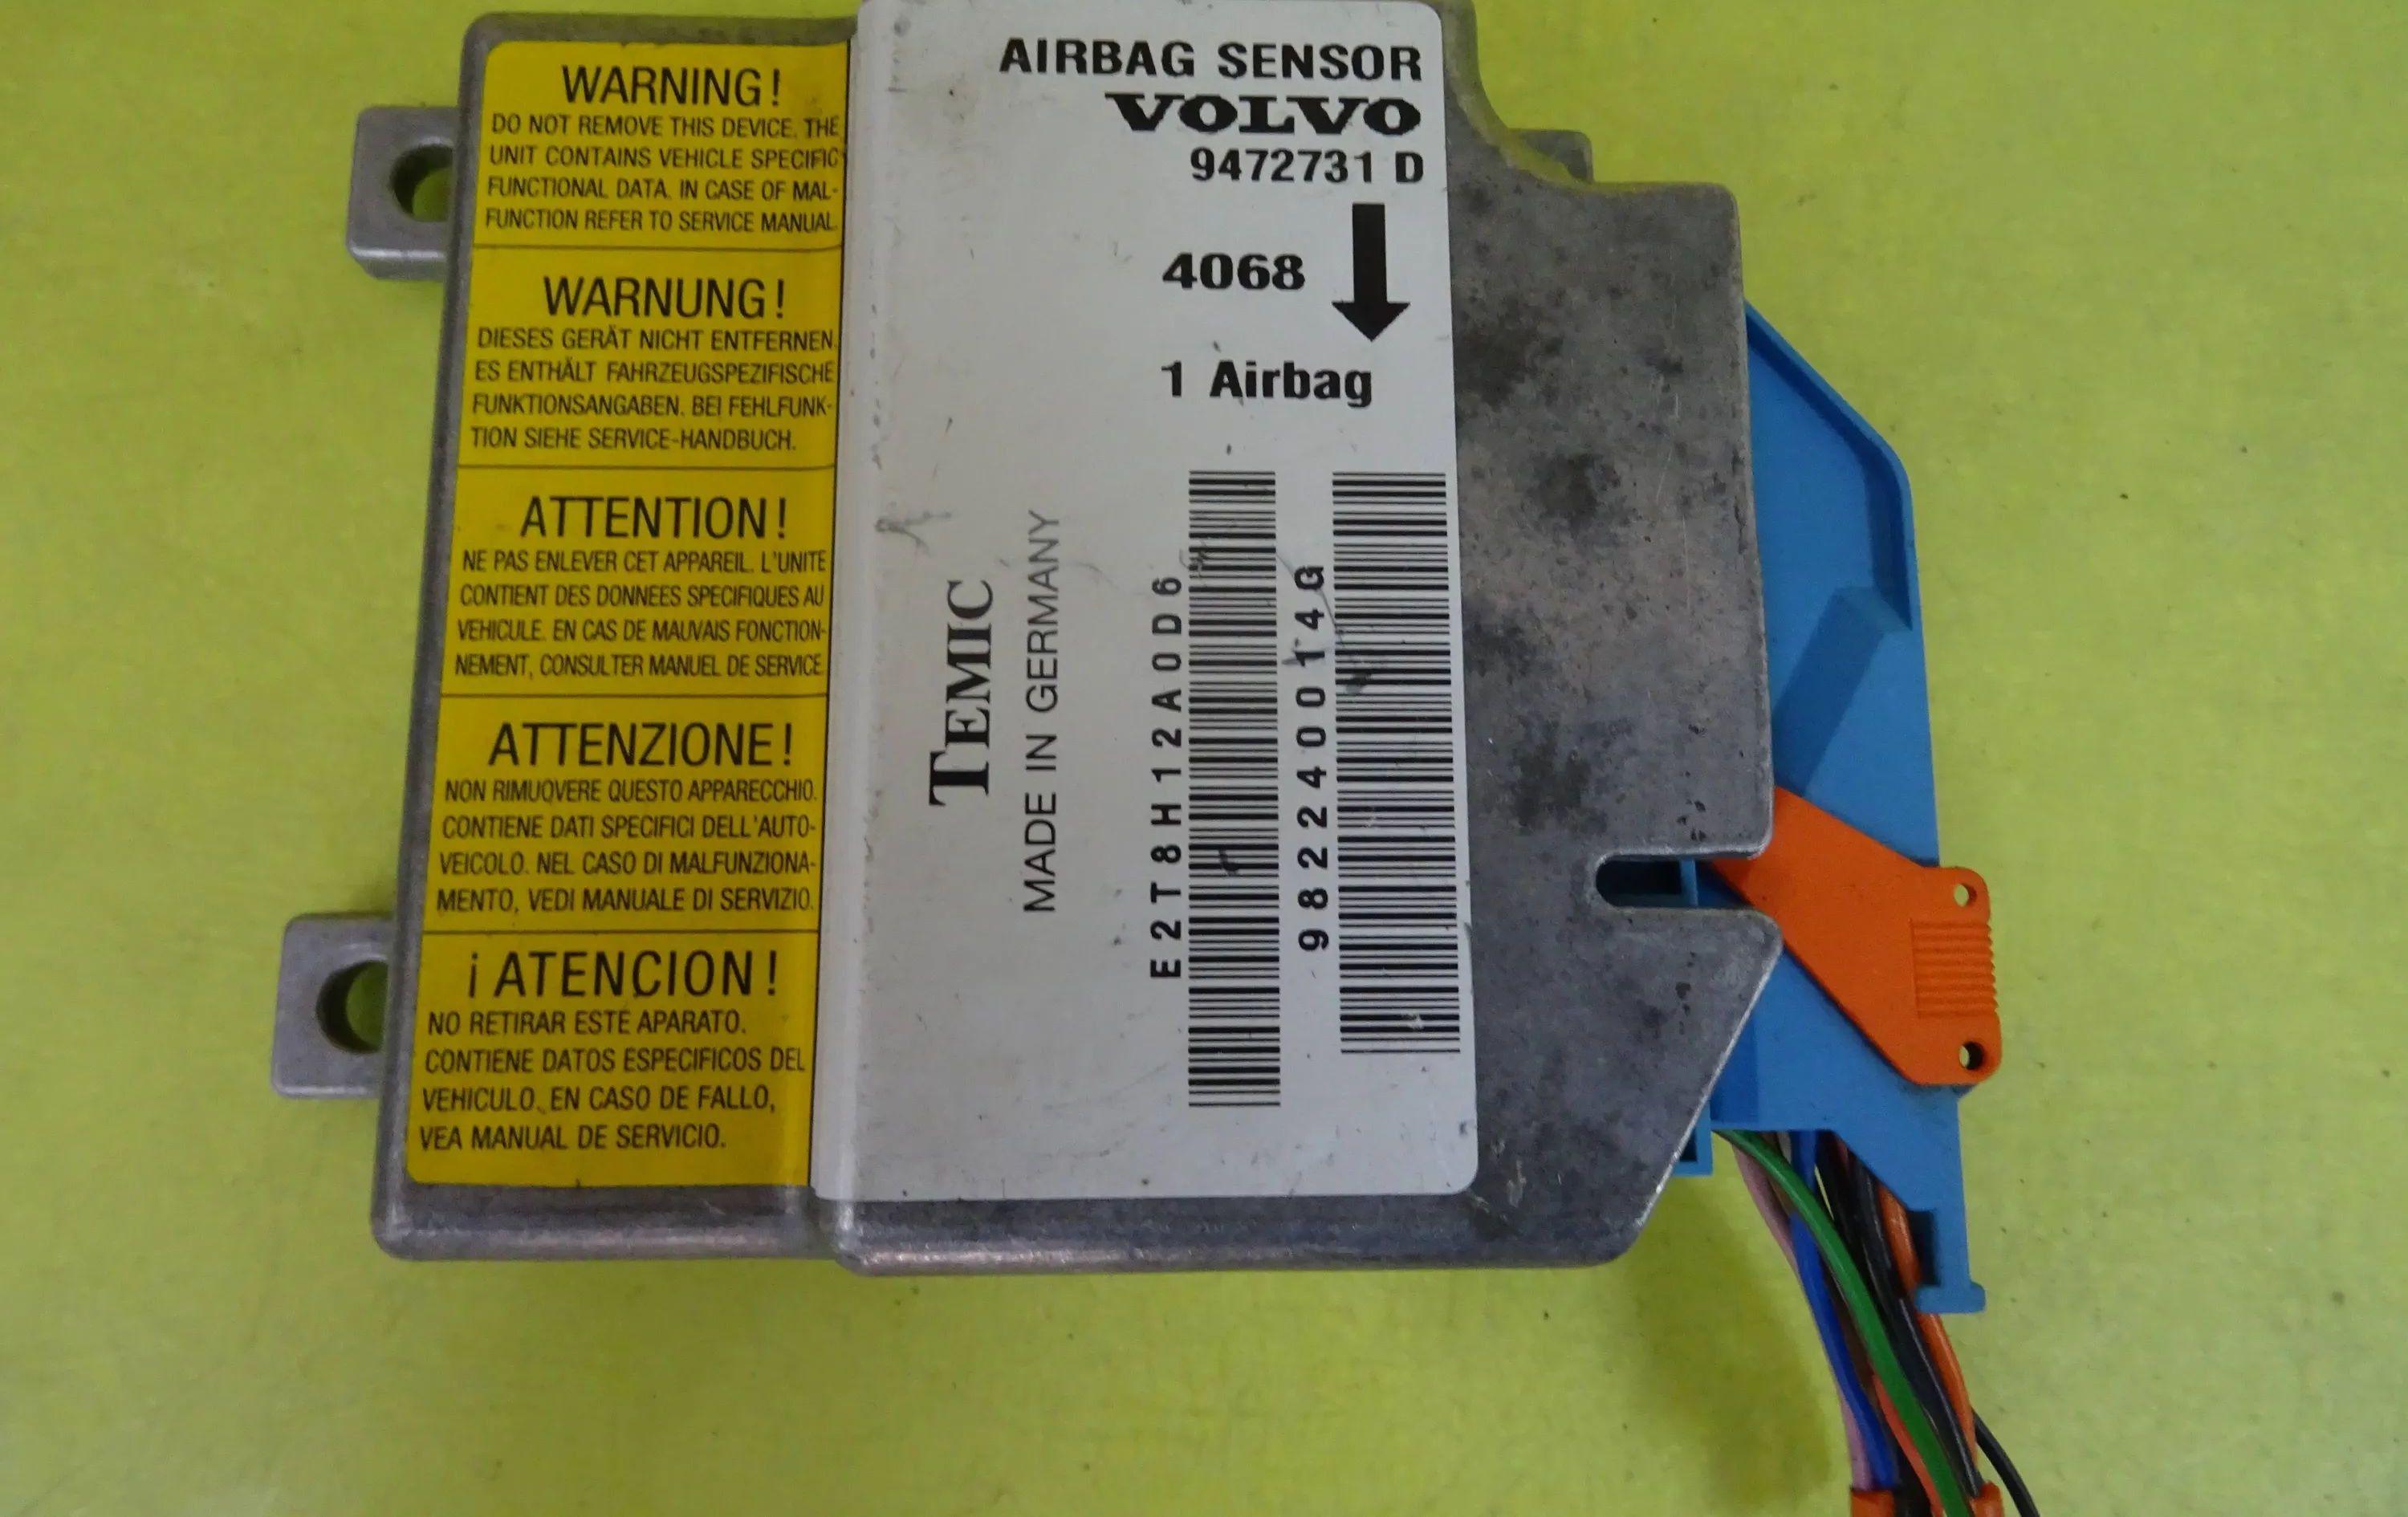 WARNING!
DO NOT REMOVE THIS DEVICE. THE
UNIT CONTAINS VEHICLE SPECIFIC
FUNCTIONAL DATA. IN CASE OF MAL-
FUNCTION REFER TO SERVICE MANUAL.
WARNUNG!
DIESES GERÄT NICHT ENTFERNEN.
ES ENTHÄLT FAHRZEUGSPEZIFISCHE
FUNKTIONSANGABEN. BEI FEHLFUNK-
TION SIEHE SERVICE-HANDBUCH.
ATTENTION!
NE PAS ENLEVER CET APPAREIL. L'UNITE
CONTIENT DES DONNEES SPECIFIQUES AU
VEHICULE. EN CAS DE MAUVAIS FONCTION-
NEMENT, CONSULTER MANUEL DE SERVICE.
ATTENZIONE!
NON RIMUOVERE QUESTO APPARECCHIO.
CONTIENE DATI SPECIFICI DELL'AUTO-
VEICOLO. NEL CASO DI MALFUNZIONA-
MENTO, VEDI MANUALE DI SERVIZIO.
¡ATENCION!
NO RETIRAR ESTE APARATO.
CONTIENE DATOS ESPECIFICOS DEL
VEHICULO. EN CASO DE FALLO,
VEA MANUAL DE SERVICIO.
AIRBAG SENSOR
VOLVO
9472731 D
4068
1 Airbag
TEMIC
MADE IN GERMANY
E2T8H12A0D6
982240014G